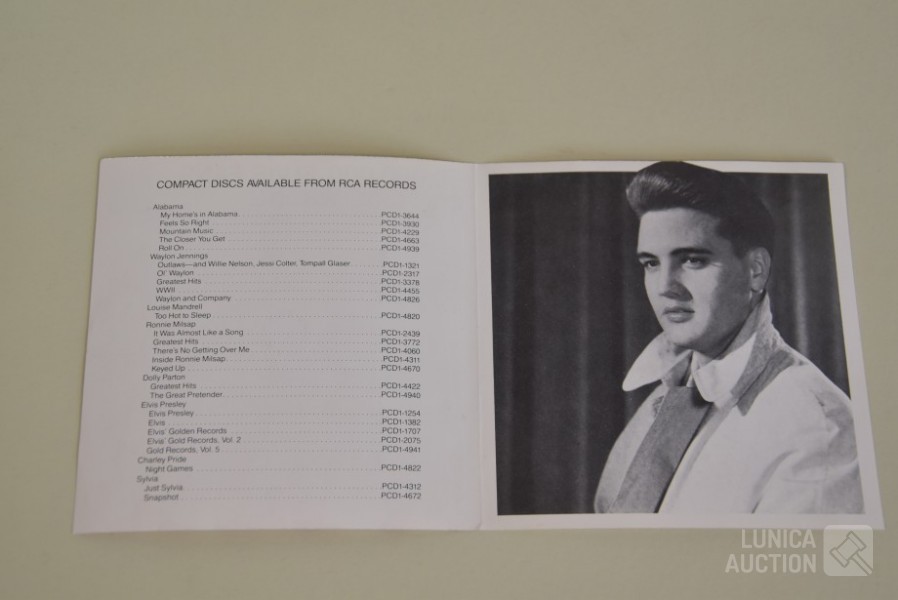 COMPACT DISCS AVAILABLE FROM RCA RECORDS
Alabama
My Home's in Alabama PCD1-3644
Feels So Right PCD1-3930
Mountain Music PCD1-4229
The Closer You Get PCD1-4663
Roll On PCD1-4939
Waylon Jennings
Outlaws—and Willie Nelson, Jessi Colter, Tompall Glaser PCD1-1321
Ol' Waylon PCD1-2317
Greatest Hits PCD1-3378
WWII PCD1-4455
Waylon and Company PCD1-4826
Louise Mandrell
Too Hot to Sleep PCD1-4820
Ronnie Milsap
It Was Almost Like a Song PCD1-2439
Greatest Hits PCD1-3772
There's No Getting Over Me PCD1-4060
Inside Ronnie Milsap PCD1-4311
Keyed Up PCD1-4670
Dolly Parton
Greatest Hits PCD1-4422
The Great Pretender PCD1-4940
Elvis Presley
Elvis Presley PCD1-1254
Elvis PCD1-1382
Elvis' Golden Records PCD1-1707
Elvis' Gold Records, Vol. 2 PCD1-2075
Gold Records, Vol. 5 PCD1-4941
Charley Pride
Night Games PCD1-4822
Sylvia
Just Sylvia PCD1-4312
Snapshot PCD1-4672
LUNICA
AUCTION